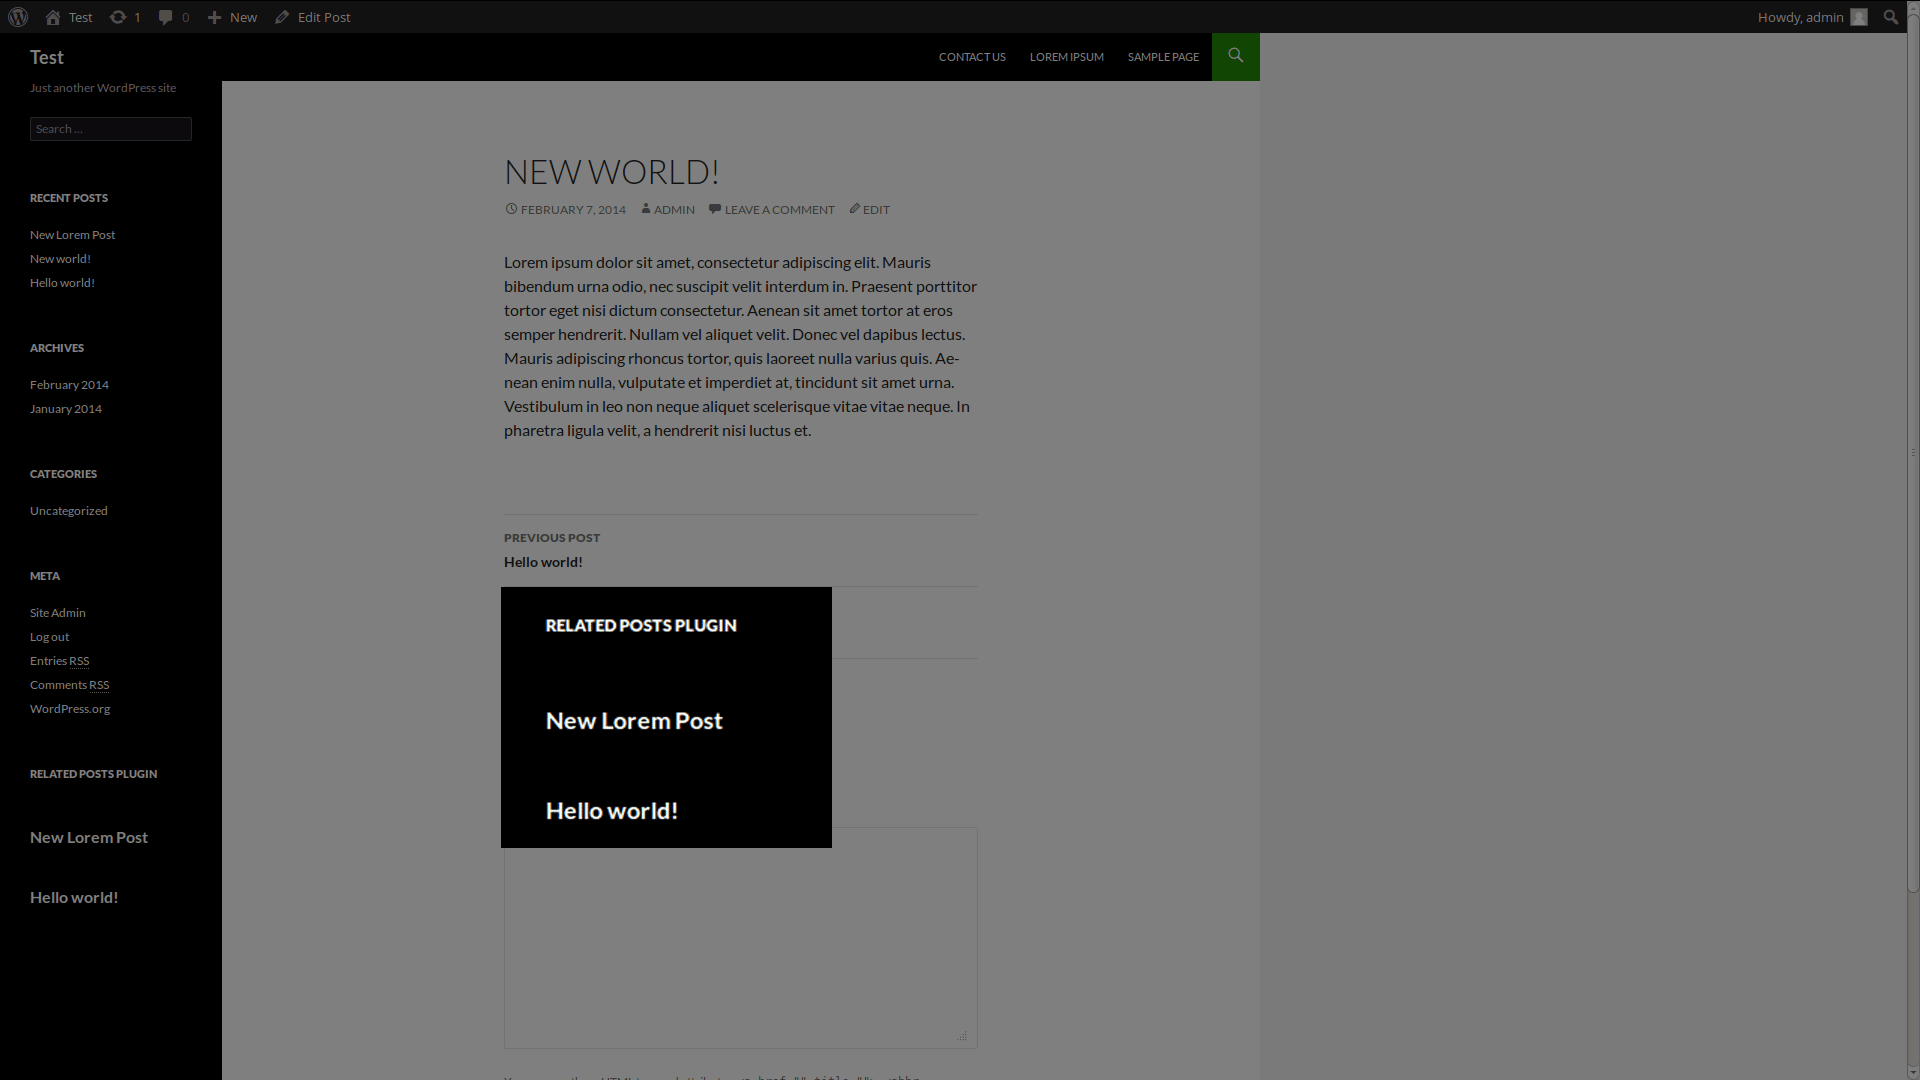 Test 1 0 New Edit Post Howdy, admin
Test
CONTACT US LOREM IPSUM SAMPLE PAGE
Just another WordPress site
Search ...
RECENT POSTS
New Lorem Post
New world!
Hello world!
ARCHIVES
February 2014
January 2014
CATEGORIES
Uncategorized
META
Site Admin
Log out
Entries RSS
Comments RSS
WordPress.org
RELATED POSTS PLUGIN
New Lorem Post
Hello world!
NEW WORLD!
FEBRUARY 7, 2014 ADMIN LEAVE A COMMENT EDIT
Lorem ipsum dolor sit amet, consectetur adipiscing elit. Mauris
bibendum urna odio, nec suscipit velit interdum in. Praesent porttitor
tortor eget nisi dictum consectetur. Aenean sit amet tortor at eros
semper hendrerit. Nullam vel aliquet velit. Donec vel dapibus lectus.
Mauris adipiscing rhoncus tortor, quis laoreet nulla varius quis. Ae-
nean enim nulla, vulputate et imperdiet at, tincidunt sit amet urna.
Vestibulum in leo non neque aliquet scelerisque vitae vitae neque. In
pharetra ligula velit, a hendrerit nisi luctus et.
PREVIOUS POST
Hello world!
RELATED POSTS PLUGIN
New Lorem Post
Hello world!